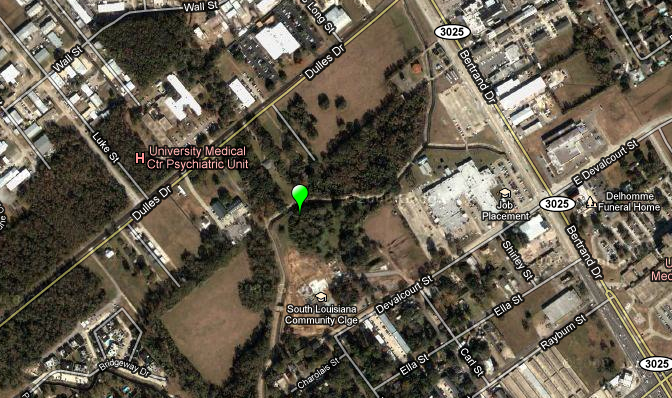 Wall St
Long St
3025
Wall St
Dulles Dr
Bertrand Dr
Luke St
H University Medical
Ctr Psychiatric Unit
E Devalcourt St
Job
Placement
3025
Delhomme
Funeral Home
Dulles Dr
Shirley St
Bertrand Dr
South Louisiana
Community Clge
Devalcourt St
Ella St
Rayburn St
Bridgeway Dr
Charolais St
Ella St
Carl St
3025